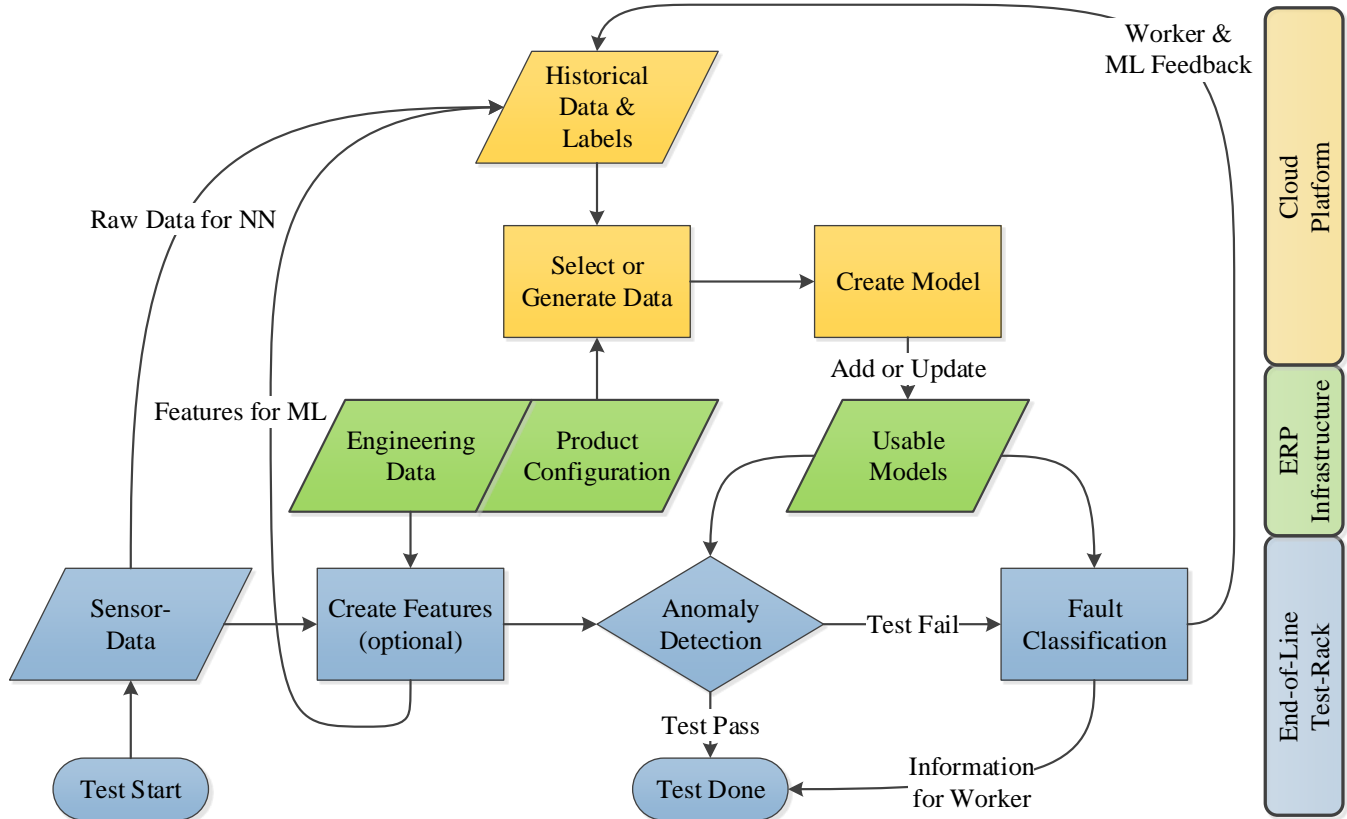 Worker &
ML Feedback
Historical
Data &
Labels
Cloud
Platform
Raw Data for NN
Select or
Generate Data
Create Model
Add or Update
Features for ML
Engineering
Data
Product
Configuration
Usable
Models
ERP
Infrastructure
Sensor-
Data
Create Features
(optional)
Anomaly
Detection
Test Fail
Fault
Classification
End-of-Line
Test-Rack
Test Pass
Test Start
Test Done
Information
for Worker